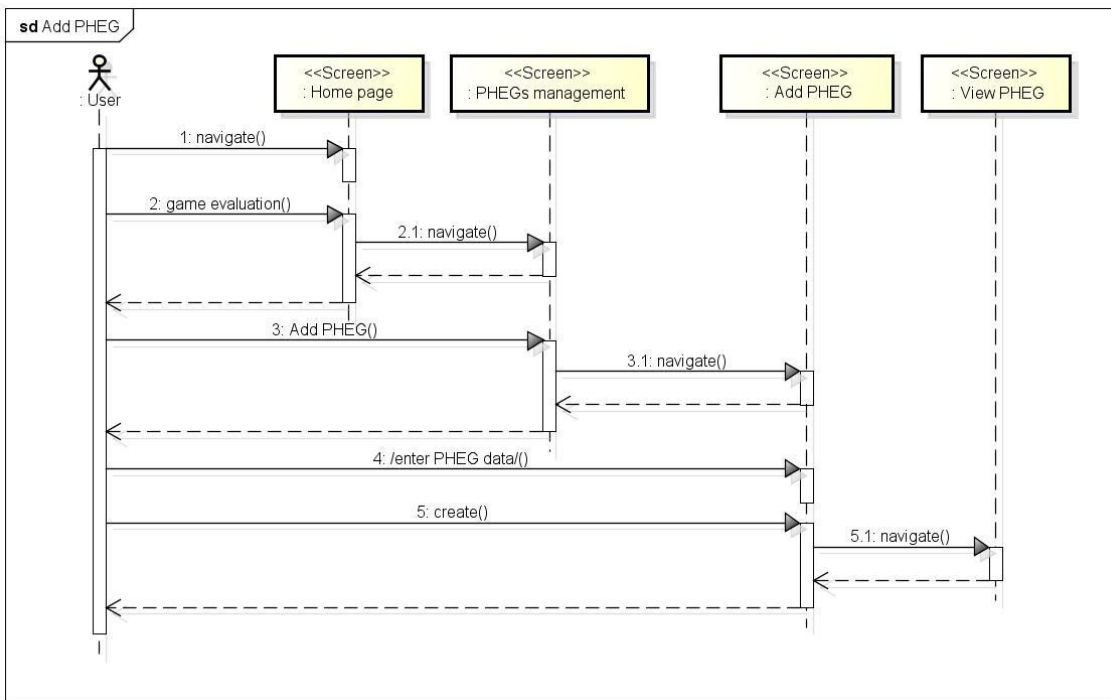 sd Add PHEG
: User
<<Screen>>
: Home page
<<Screen>>
: PHEGs management
<<Screen>>
: Add PHEG
<<Screen>>
: View PHEG
1: navigate()
2: game evaluation()
2.1: navigate()
3: Add PHEG()
3.1: navigate()
4: /enter PHEG data/()
5: create()
5.1: navigate()